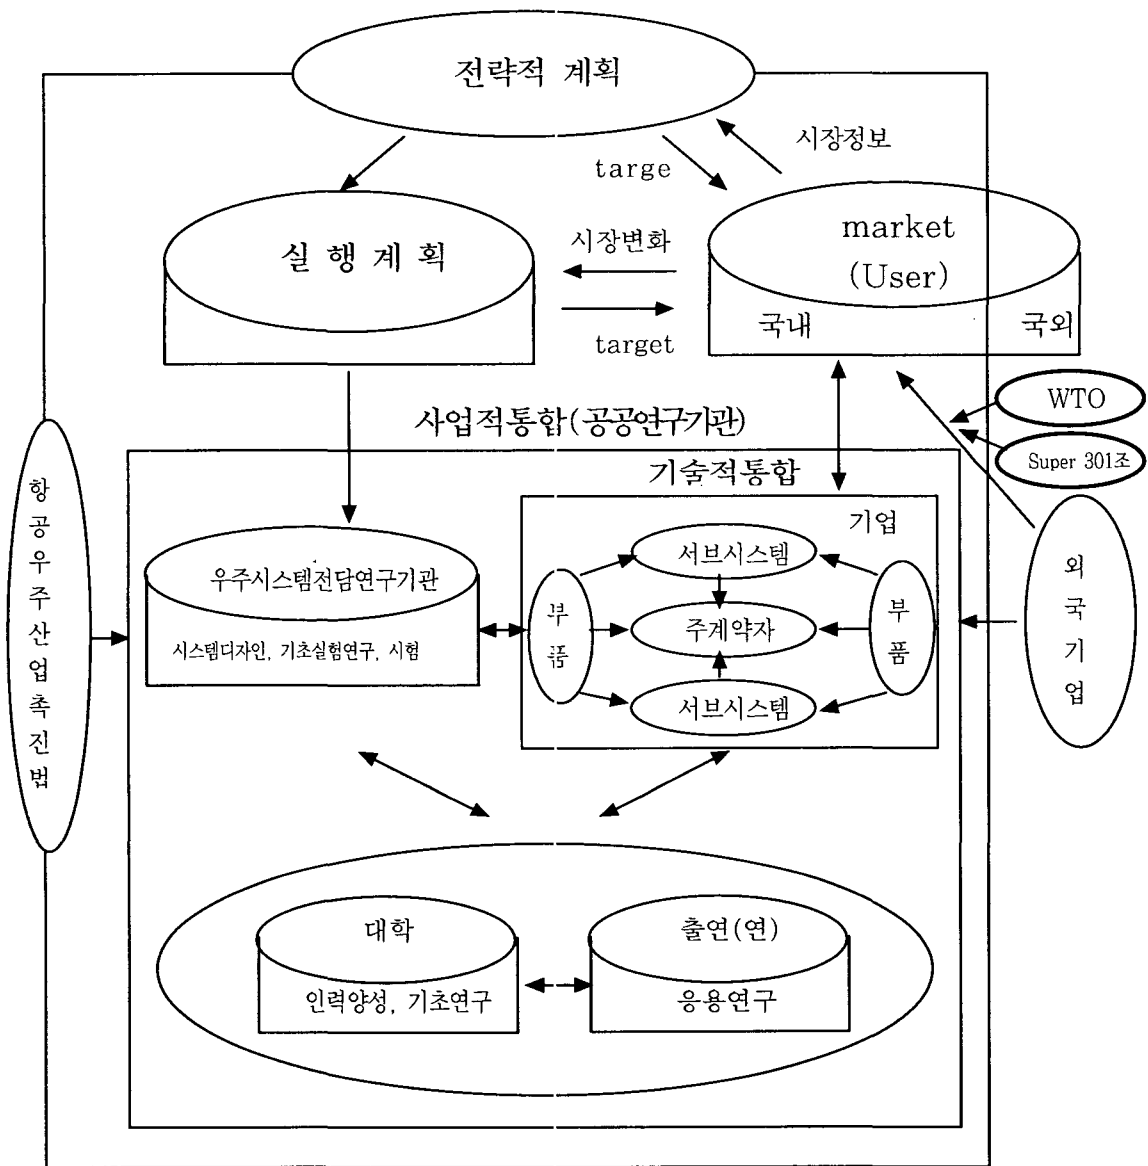 전략적 계획
시장정보
targe
market
(User)
국내
국외
실 행 계 획
시장변화
target
WTO
Super 301조
사업적통합(공공연구기관)
기술적통합
기업
항공우주산업촉진법
우주시스템전담연구기관
시스템디자인, 기초실험연구, 시험
부품
서브시스템
주계약자
서브시스템
부품
외국기업
대학
인력양성, 기초연구
출연(연)
응용연구